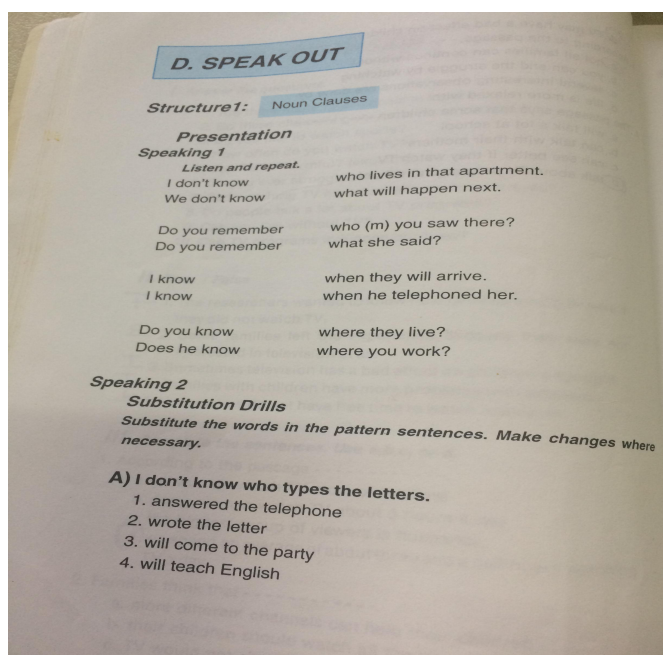 D. SPEAK OUT
Structure1: Noun Clauses
Presentation
Speaking 1
Listen and repeat.
I don't know who lives in that apartment.
We don't know what will happen next.
Do you remember who (m) you saw there?
Do you remember what she said?
I know when they will arrive.
I know when he telephoned her.
Do you know where they live?
Does he know where you work?
Speaking 2
Substitution Drills
Substitute the words in the pattern sentences. Make changes where
necessary.
A) I don't know who types the letters.
1. answered the telephone
2. wrote the letter
3. will come to the party
4. will teach English